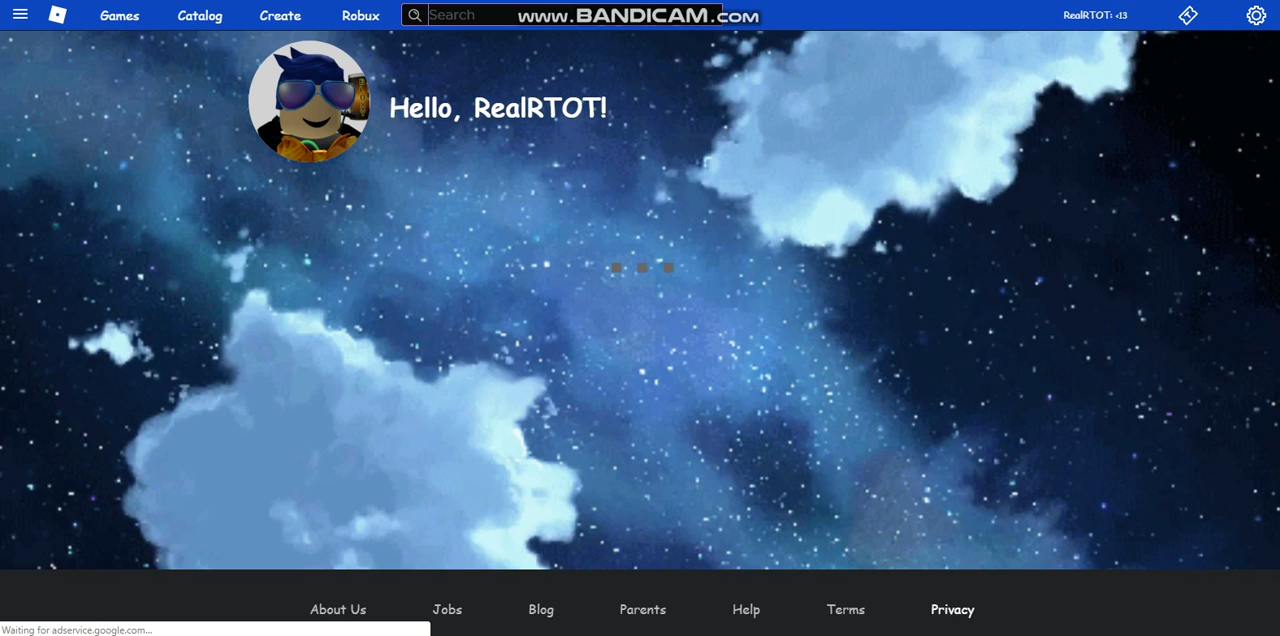 Games Catalog Create Robux Search www.BANDICAM.com RealRTOT: <13
Hello, RealRTOT!
About Us Jobs Blog Parents Help Terms Privacy
Waiting for adservice.google.com...